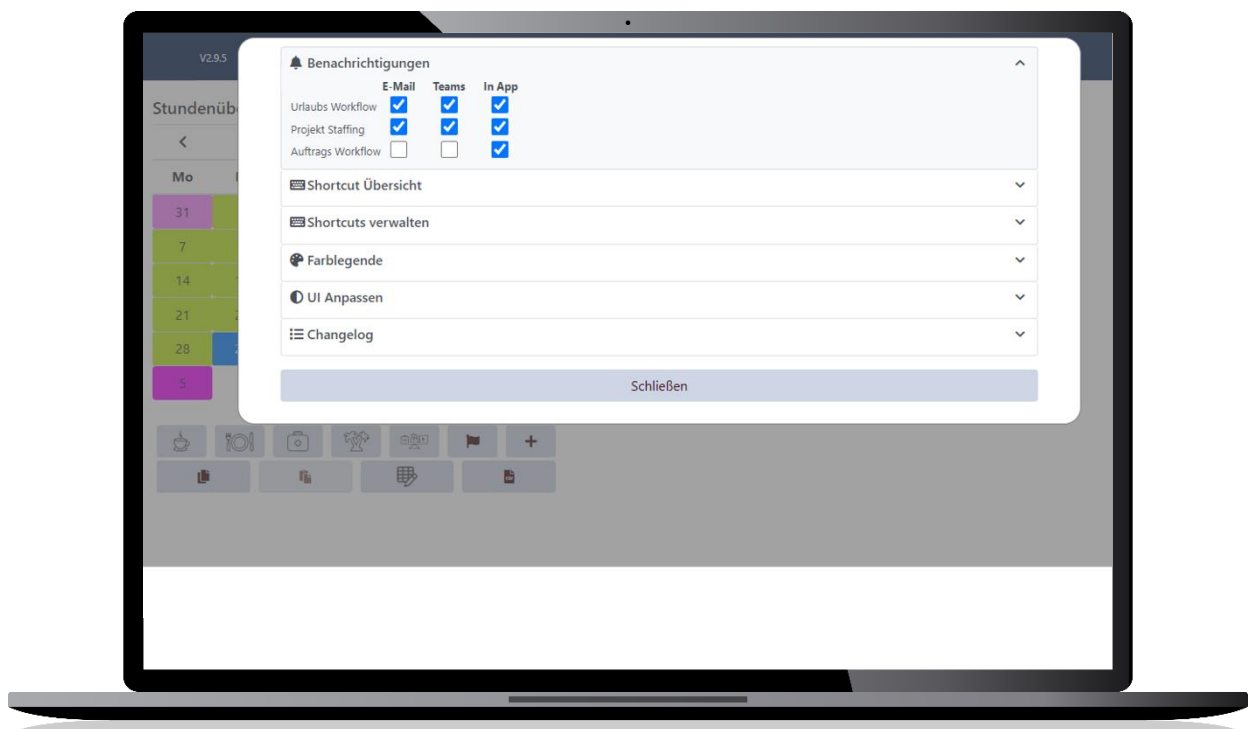 V2.9.5
Benachrichtigungen
E-Mail Teams In App
Urlaubs Workflow
Projekt Staffing
Auftrags Workflow
Shortcut Übersicht
Shortcuts verwalten
Farblegende
UI Anpassen
Changelog
Schließen
Mo
31
7
14
21
28
5